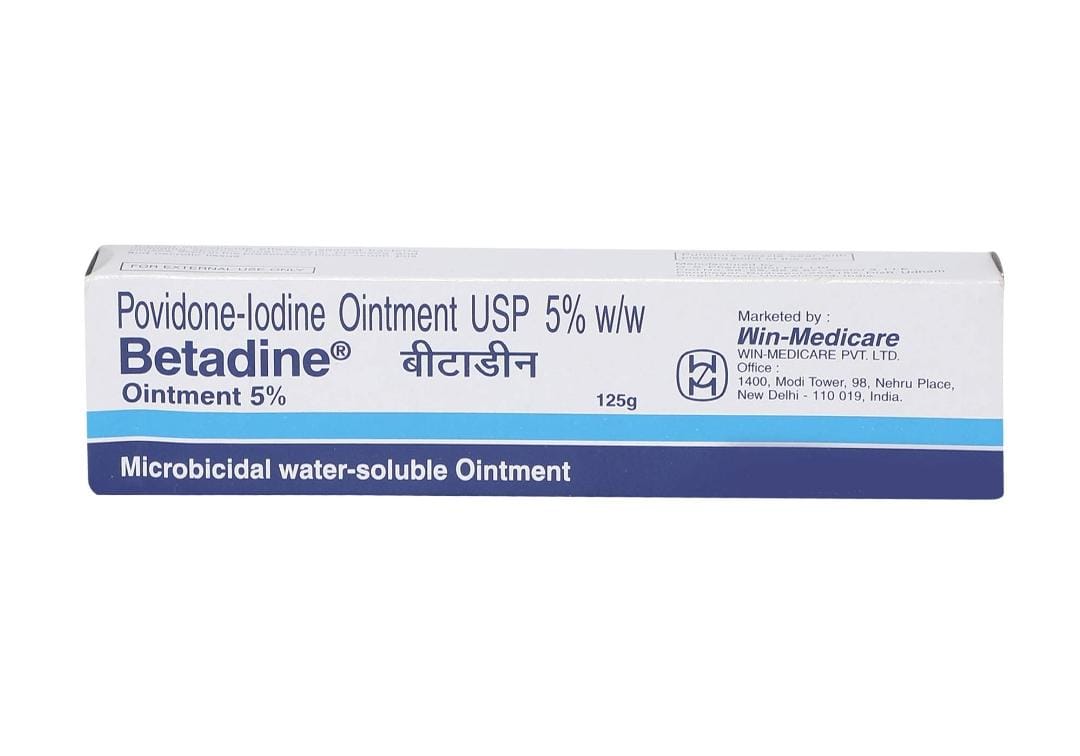 FOR EXTERNAL USE ONLY
Povidone-Iodine Ointment USP 5% w/w
Betadine® बीटाडीन
Ointment 5%
125g
Marketed by :
Win-Medicare
WIN-MEDICARE PVT. LTD.
Office :
1400, Modi Tower, 98, Nehru Place,
New Delhi - 110 019, India.
Microbicidal water-soluble Ointment